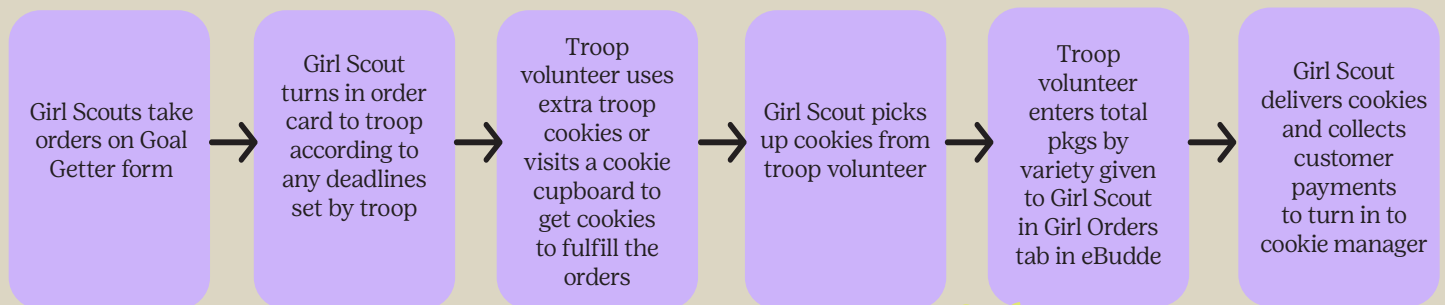 Girl Scouts take
orders on Goal
Getter form
Girl Scout
turns in order
card to troop
according to
any deadlines
set by troop
Troop
volunteer uses
extra troop
cookies or
visits a cookie
cupboard to
get cookies
to fulfill the
orders
Girl Scout picks
up cookies from
troop volunteer
Troop
volunteer
enters total
pkgs by
variety given
to Girl Scout
in Girl Orders
tab in eBudde
Girl Scout
delivers cookies
and collects
customer
payments
to turn in to
cookie manager